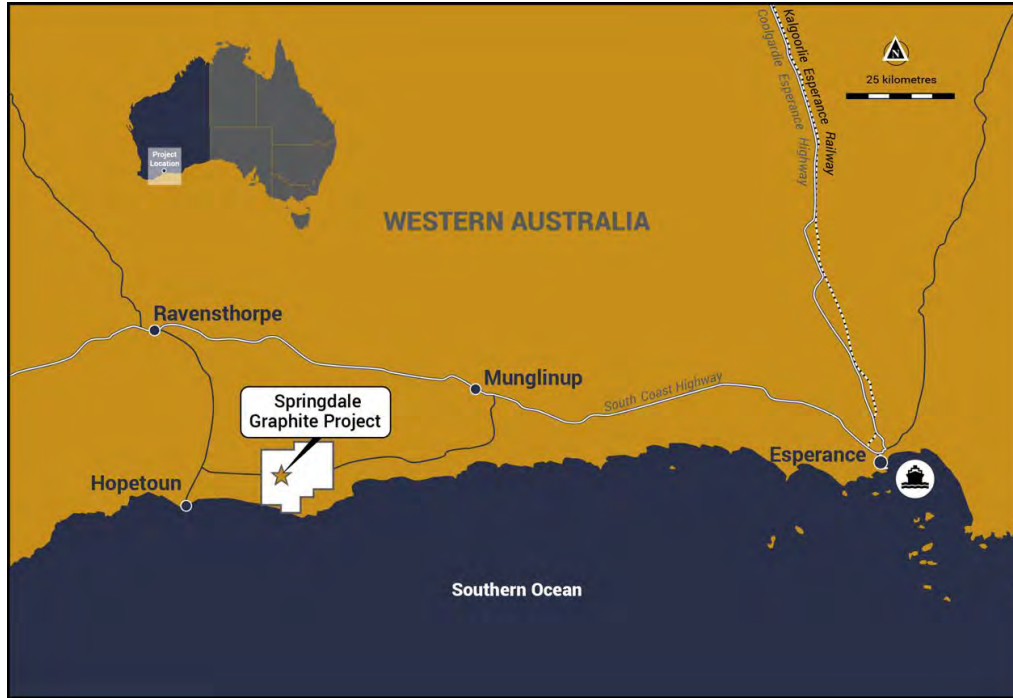 Project
Location
WESTERN AUSTRALIA
Kalgoorlie Esperance Railway
Coolgardie Esperance Highway
N
25 kilometres
Ravensthorpe
Munglinup
South Coast Highway
Springdale
Graphite Project
Esperance
Hopetoun
Southern Ocean